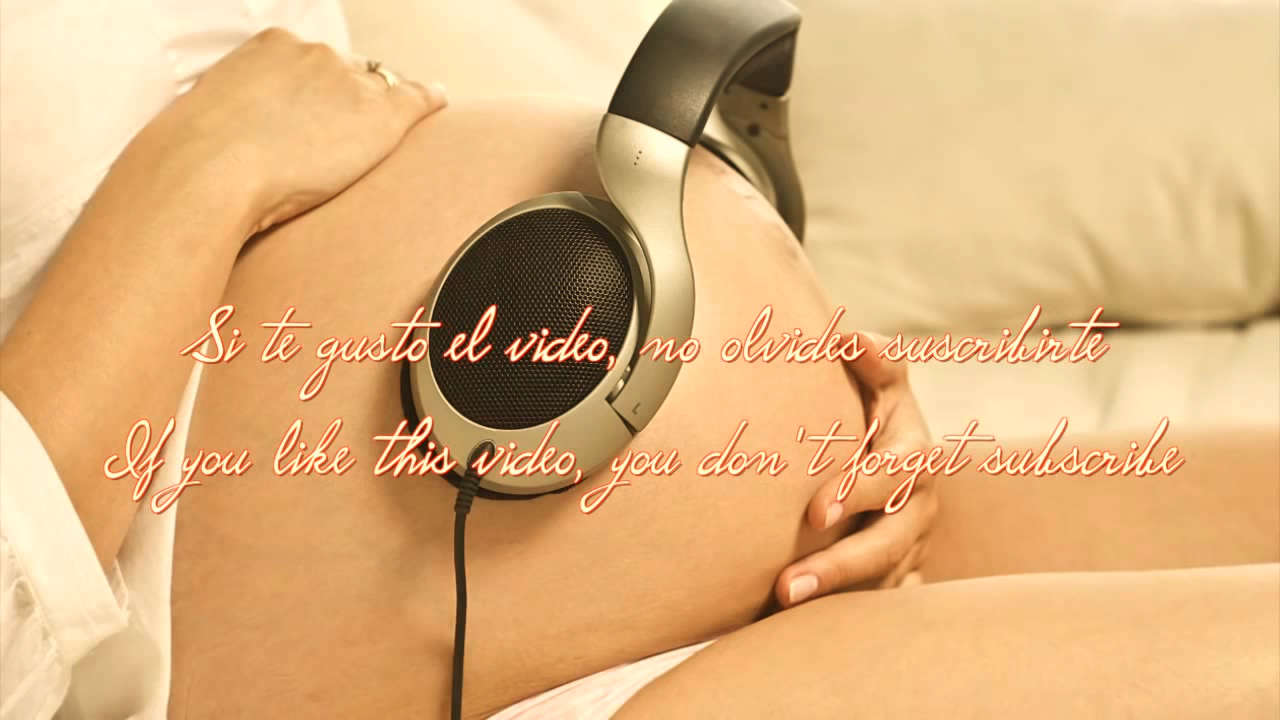 Si te gusto el video, no olvides suscribirte
If you like this video, you don't forget subscribe
L